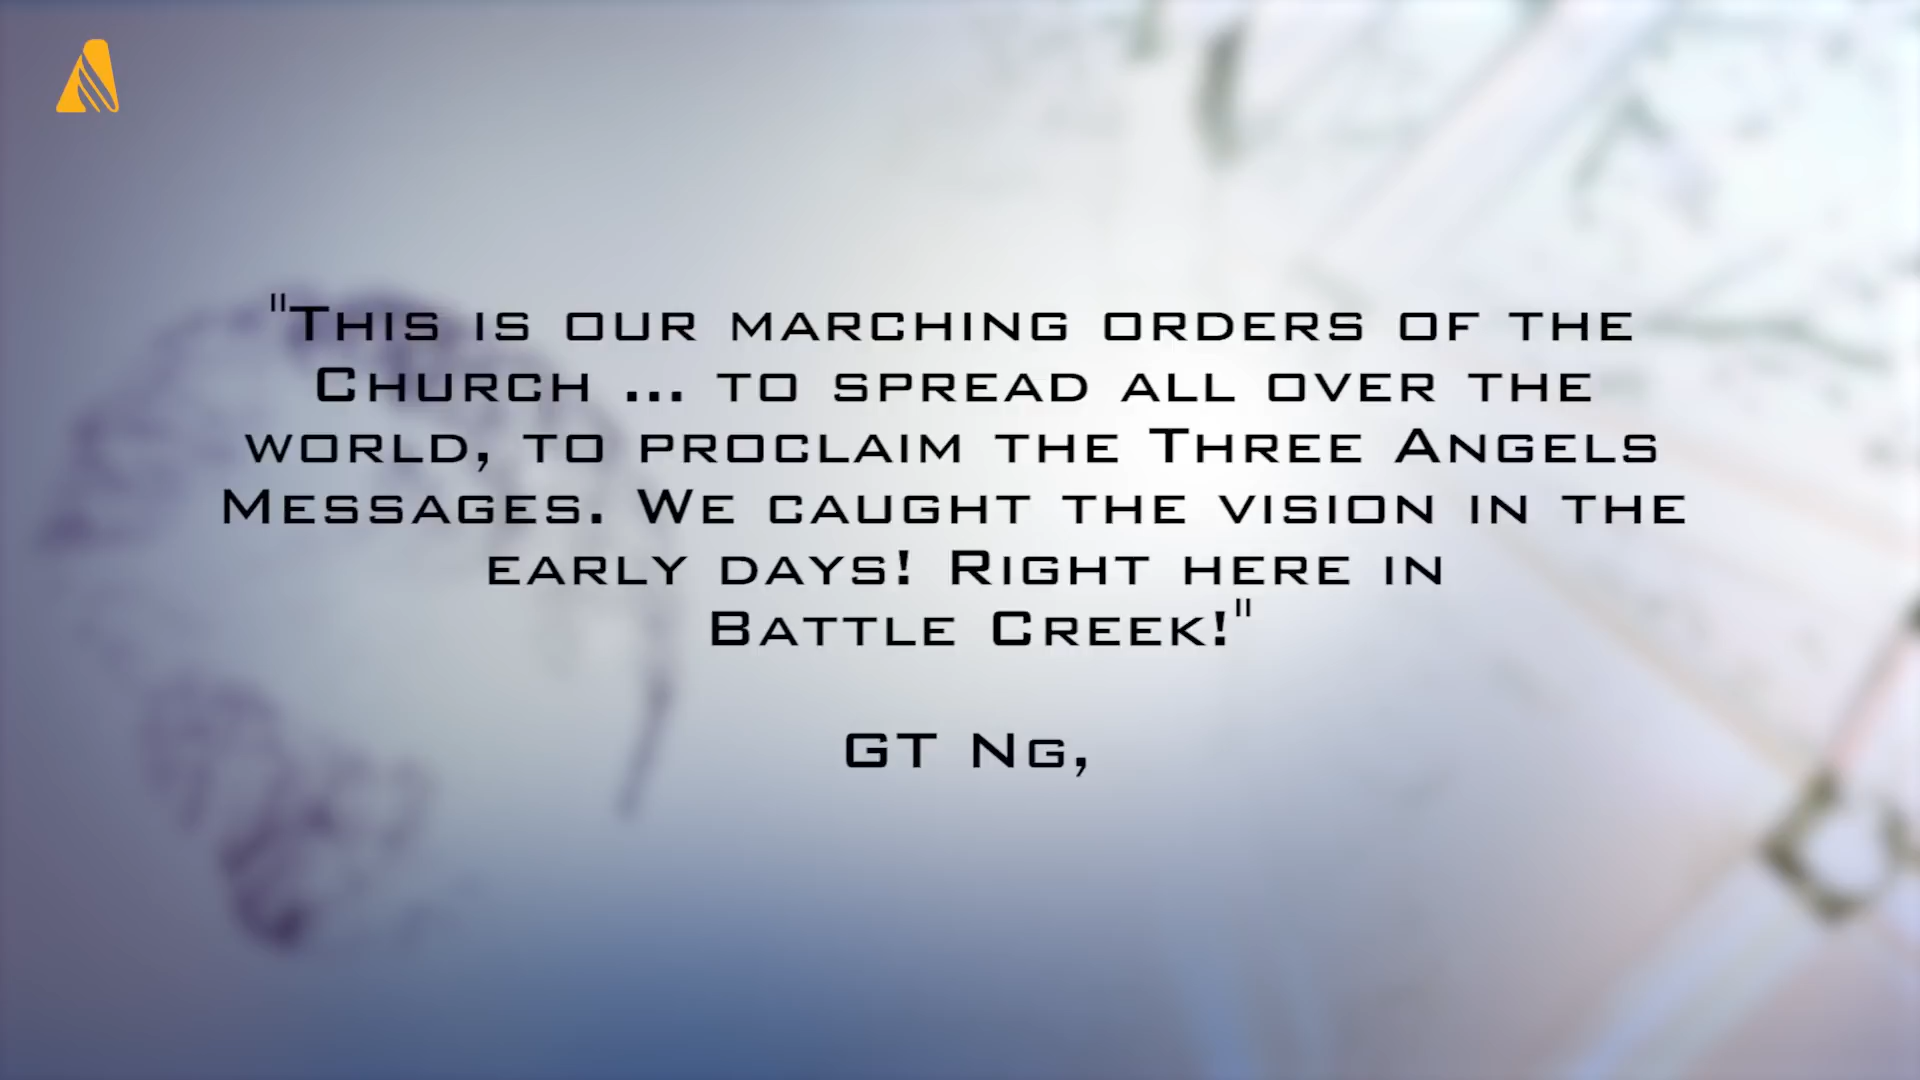 "This is our marching orders of the
Church ... to spread all over the
world, to proclaim the Three Angels
Messages. We caught the vision in the
early days! Right here in
Battle Creek!"
GT Ng,